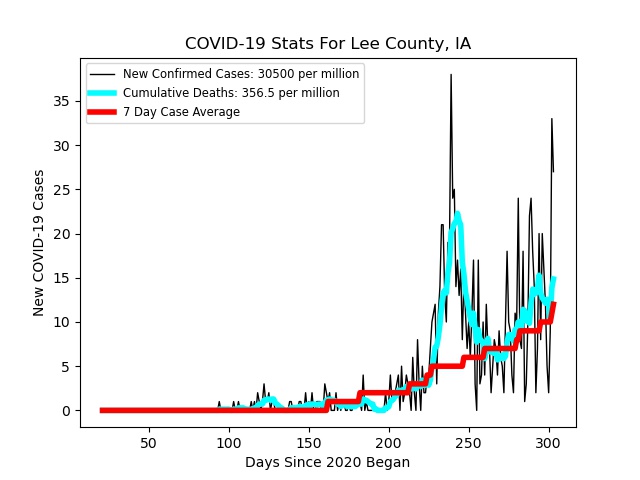 COVID-19 Stats For Lee County, IA
New Confirmed Cases: 30500 per million
Cumulative Deaths: 356.5 per million
7 Day Case Average
New COVID-19 Cases
35
30
25
20
15
10
5
0
50 100 150 200 250 300
Days Since 2020 Began